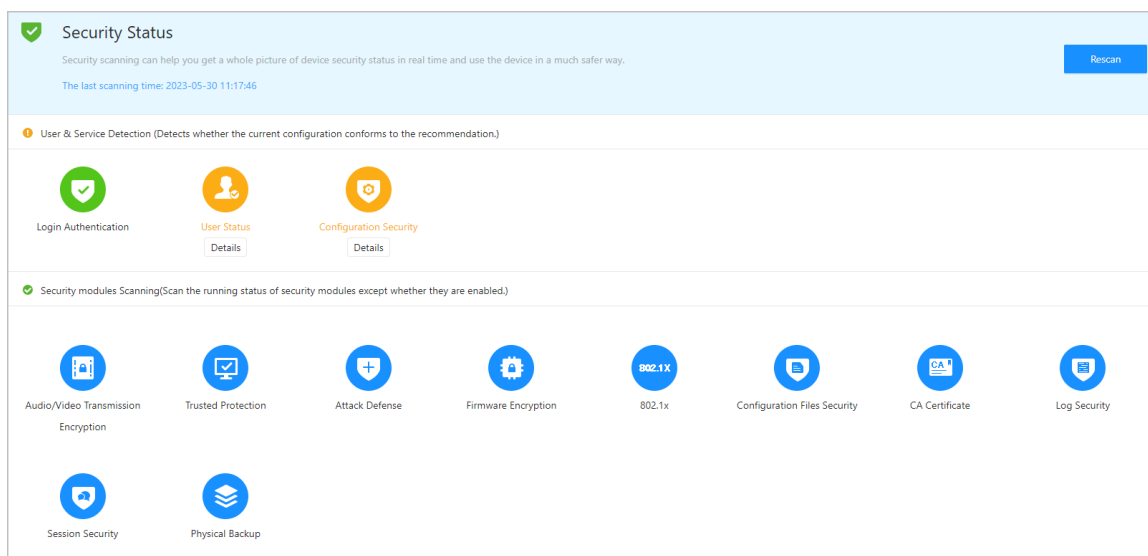 Security Status
Security scanning can help you get a whole picture of device security status in real time and use the device in a much safer way.
Rescan
The last scanning time: 2023-05-30 11:17:46
User & Service Detection (Detects whether the current configuration conforms to the recommendation.)
Login Authentication
User Status
Configuration Security
Details
Details
Security modules Scanning(Scan the running status of security modules except whether they are enabled.)
802.1X
CA
Audio/Video Transmission
Encryption
Trusted Protection
Attack Defense
Firmware Encryption
802.1x
Configuration Files Security
CA Certificate
Log Security
Session Security
Physical Backup